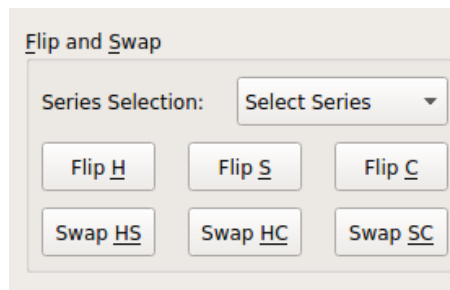 Flip and Swap
Series Selection: Select Series
Flip H Flip S Flip C
Swap HS Swap HC Swap SC